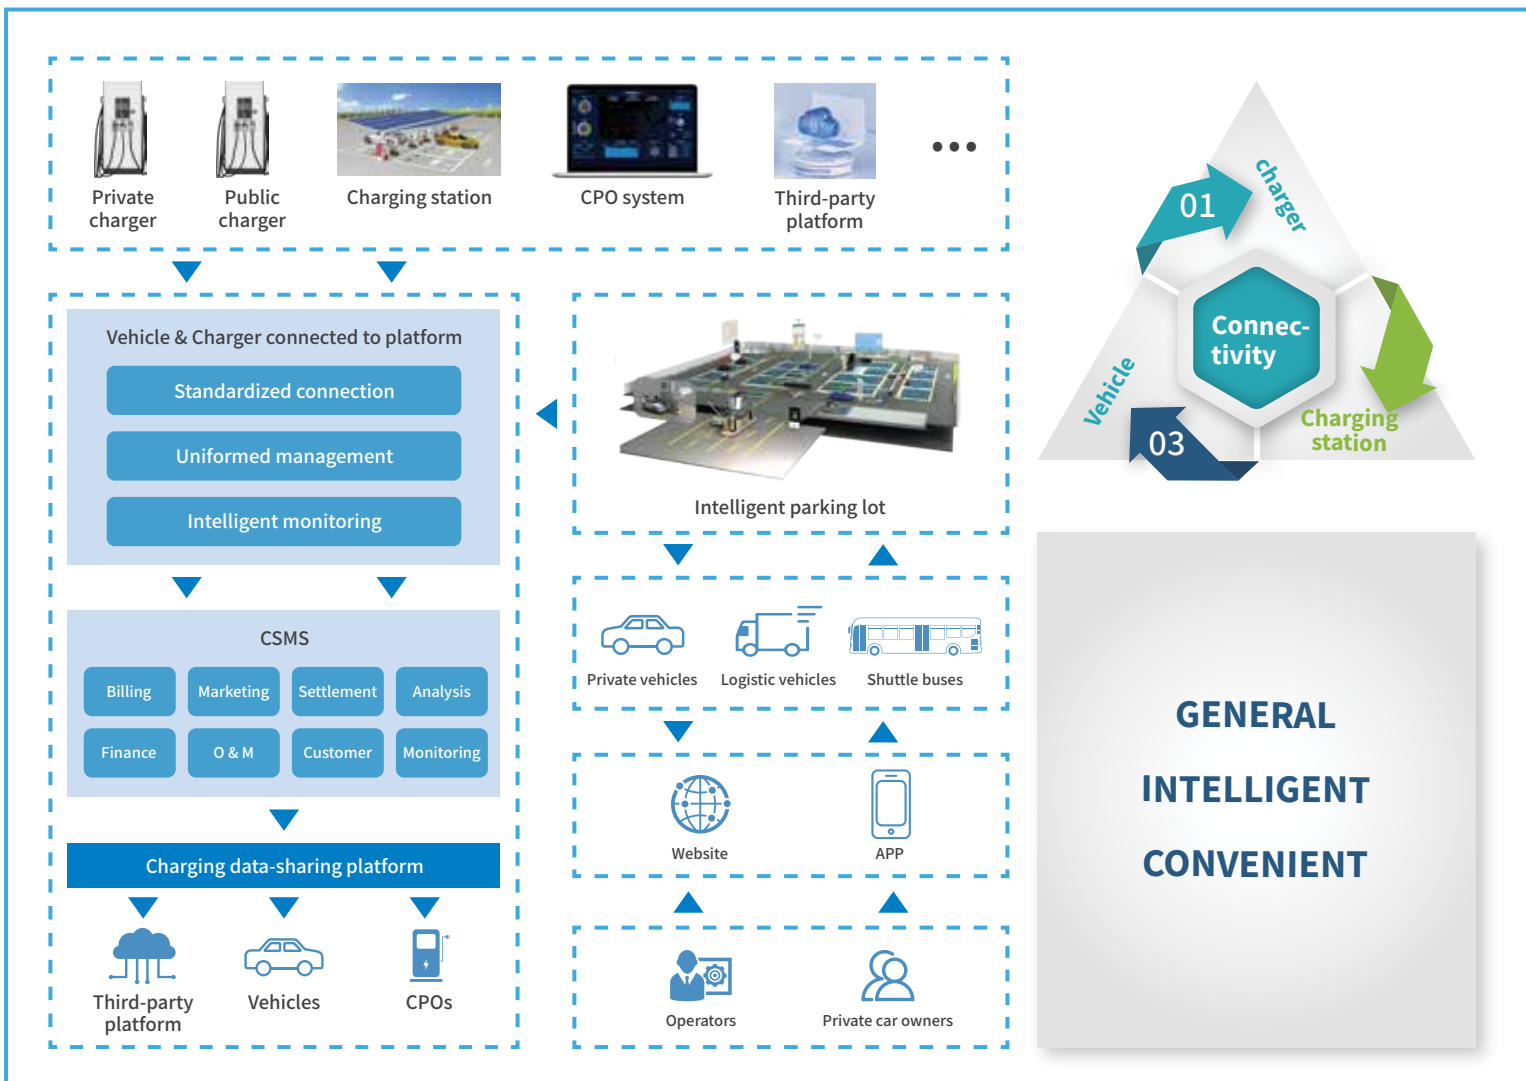 Private
charger
Public
charger
Charging station
CPO system
Third-party
platform
Vehicle & Charger connected to platform
Standardized connection
Uniformed management
Intelligent monitoring
CSMS
Billing
Marketing
Settlement
Analysis
Finance
O & M
Customer
Monitoring
Charging data-sharing platform
Third-party
platform
Vehicles
CPOs
Intelligent parking lot
Private vehicles
Logistic vehicles
Shuttle buses
Website
APP
Operators
Private car owners
01
charger
Connec-
tivity
Vehicle
03
Charging
station
GENERAL
INTELLIGENT
CONVENIENT